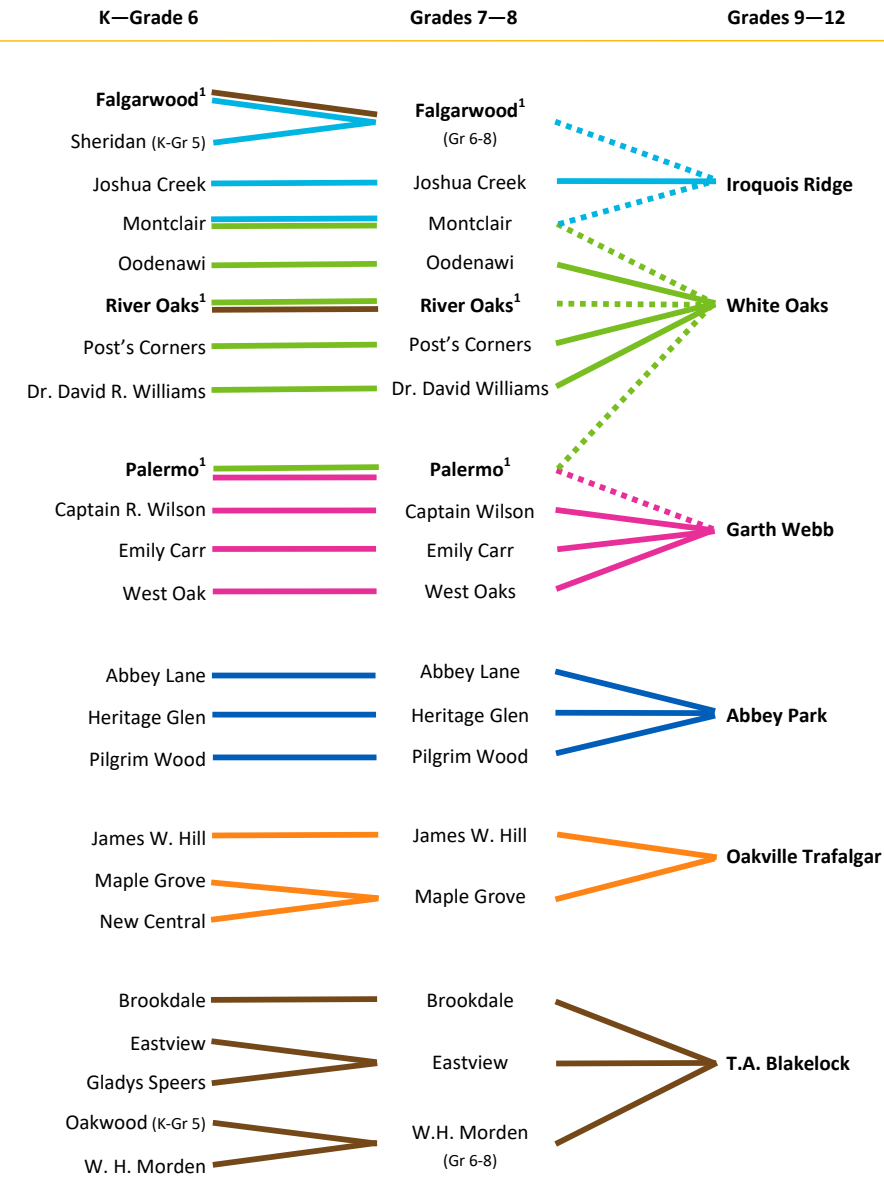 K—Grade 6 Grades 7—8 Grades 9—12
Falgarwood¹ Falgarwood¹
(Gr 6-8)
Sheridan (K-Gr 5)
Joshua Creek Joshua Creek Iroquois Ridge
Montclair Montclair
Oodenawi Oodenawi
River Oaks¹ River Oaks¹ White Oaks
Post's Corners Post's Corners
Dr. David R. Williams Dr. David Williams
Palermo¹ Palermo¹
Captain R. Wilson Captain Wilson
Garth Webb
Emily Carr Emily Carr
West Oak West Oaks
Abbey Lane Abbey Lane
Heritage Glen Heritage Glen Abbey Park
Pilgrim Wood Pilgrim Wood
James W. Hill James W. Hill
Oakville Trafalgar
Maple Grove
Maple Grove
New Central
Brookdale Brookdale
Eastview
Eastview T.A. Blakelock
Gladys Speers
Oakwood (K-Gr 5)
W.H. Morden
(Gr 6-8)
W. H. Morden